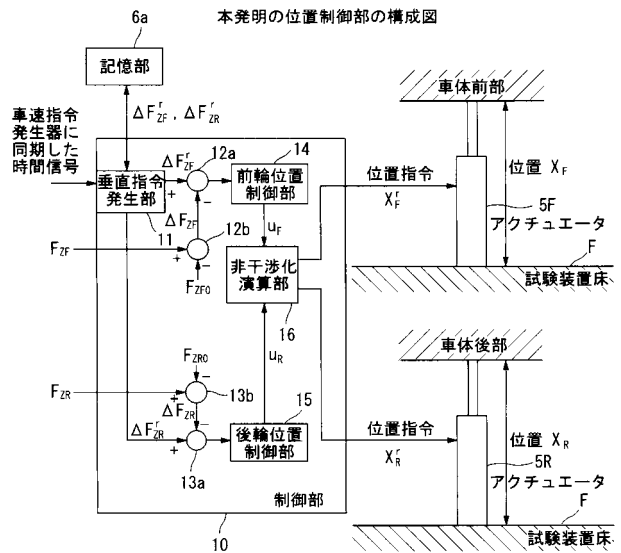 本発明の位置制御部の構成図
6a
記憶部
ΔF^r_ZF , ΔF^r_ZR
車速指令
発生器に
同期した
時間信号
垂直指令
発生部
11
ΔF^r_ZF
+
−
12a
14
前輪位置
制御部
ΔF_ZF
F_ZF
+
−
12b
F_ZF0
u_F
非干渉化
演算部
16
u_R
F_ZR0
−
F_ZR
+
13b
ΔF_ZR
−
ΔF^r_ZR
+
13a
15
後輪位置
制御部
制御部
10
位置指令
X^r_F
位置指令
X^r_R
車体前部
位置 X_F
5F
アクチュエータ
F
試験装置床
車体後部
位置 X_R
5R
アクチュエータ
F
試験装置床